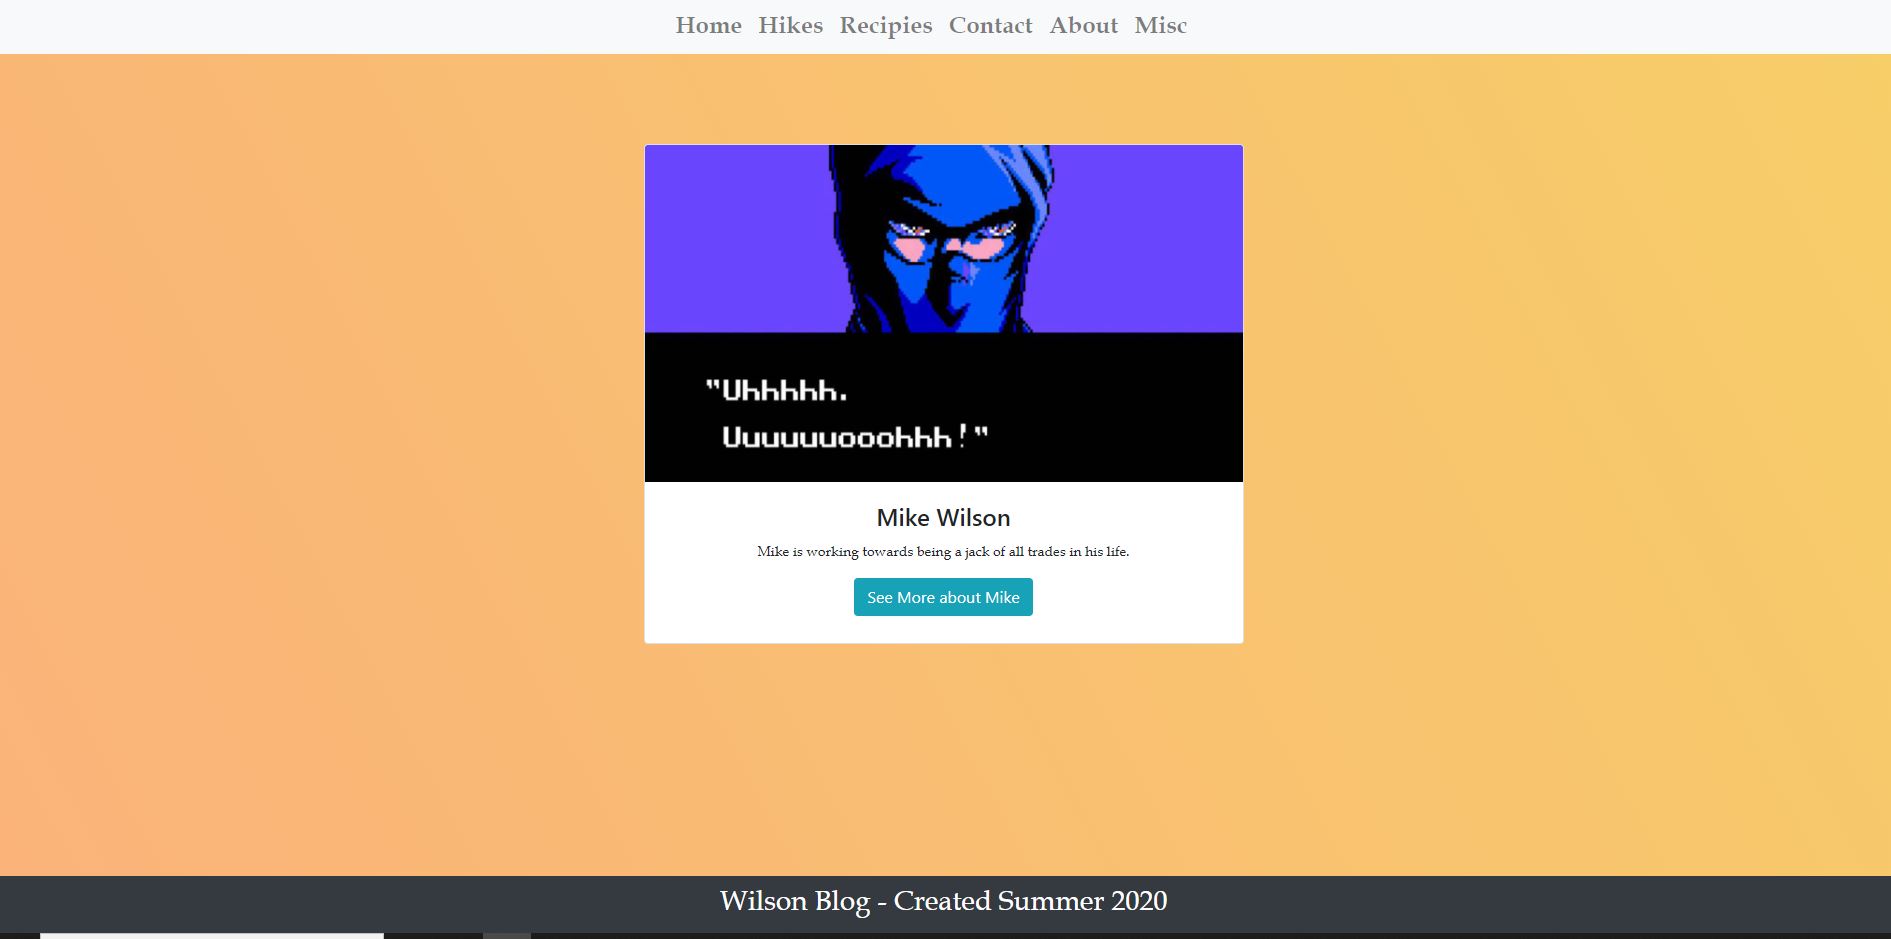 Home Hikes Recipies Contact About Misc
"Uhhhhh.
Uuuuuuooohhh!"
Mike Wilson
Mike is working towards being a jack of all trades in his life.
See More about Mike
Wilson Blog - Created Summer 2020